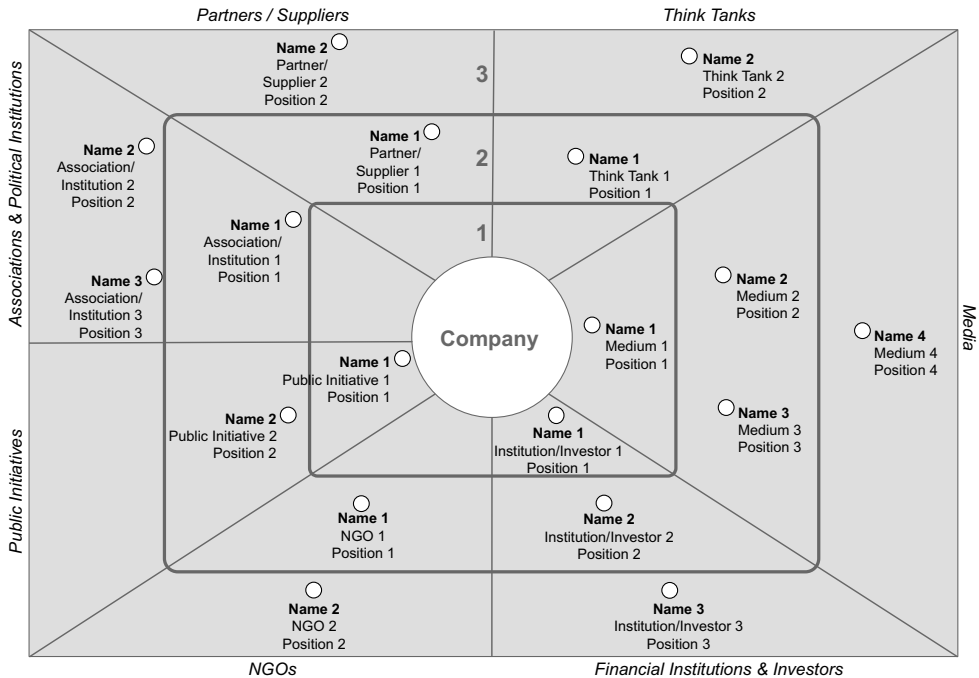 Partners / Suppliers
Think Tanks
Associations & Political Institutions
Public Initiatives
Media
NGOs
Financial Institutions & Investors
3
2
1
Company
Name 2
Partner/
Supplier 2
Position 2
Name 1
Partner/
Supplier 1
Position 1
Name 2
Think Tank 2
Position 2
Name 1
Think Tank 1
Position 1
Name 2
Association/
Institution 2
Position 2
Name 1
Association/
Institution 1
Position 1
Name 3
Association/
Institution 3
Position 3
Name 1
Public Initiative 1
Position 1
Name 2
Public Initiative 2
Position 2
Name 1
Medium 1
Position 1
Name 2
Medium 2
Position 2
Name 3
Medium 3
Position 3
Name 4
Medium 4
Position 4
Name 1
Institution/Investor 1
Position 1
Name 2
Institution/Investor 2
Position 2
Name 3
Institution/Investor 3
Position 3
Name 1
NGO 1
Position 1
Name 2
NGO 2
Position 2